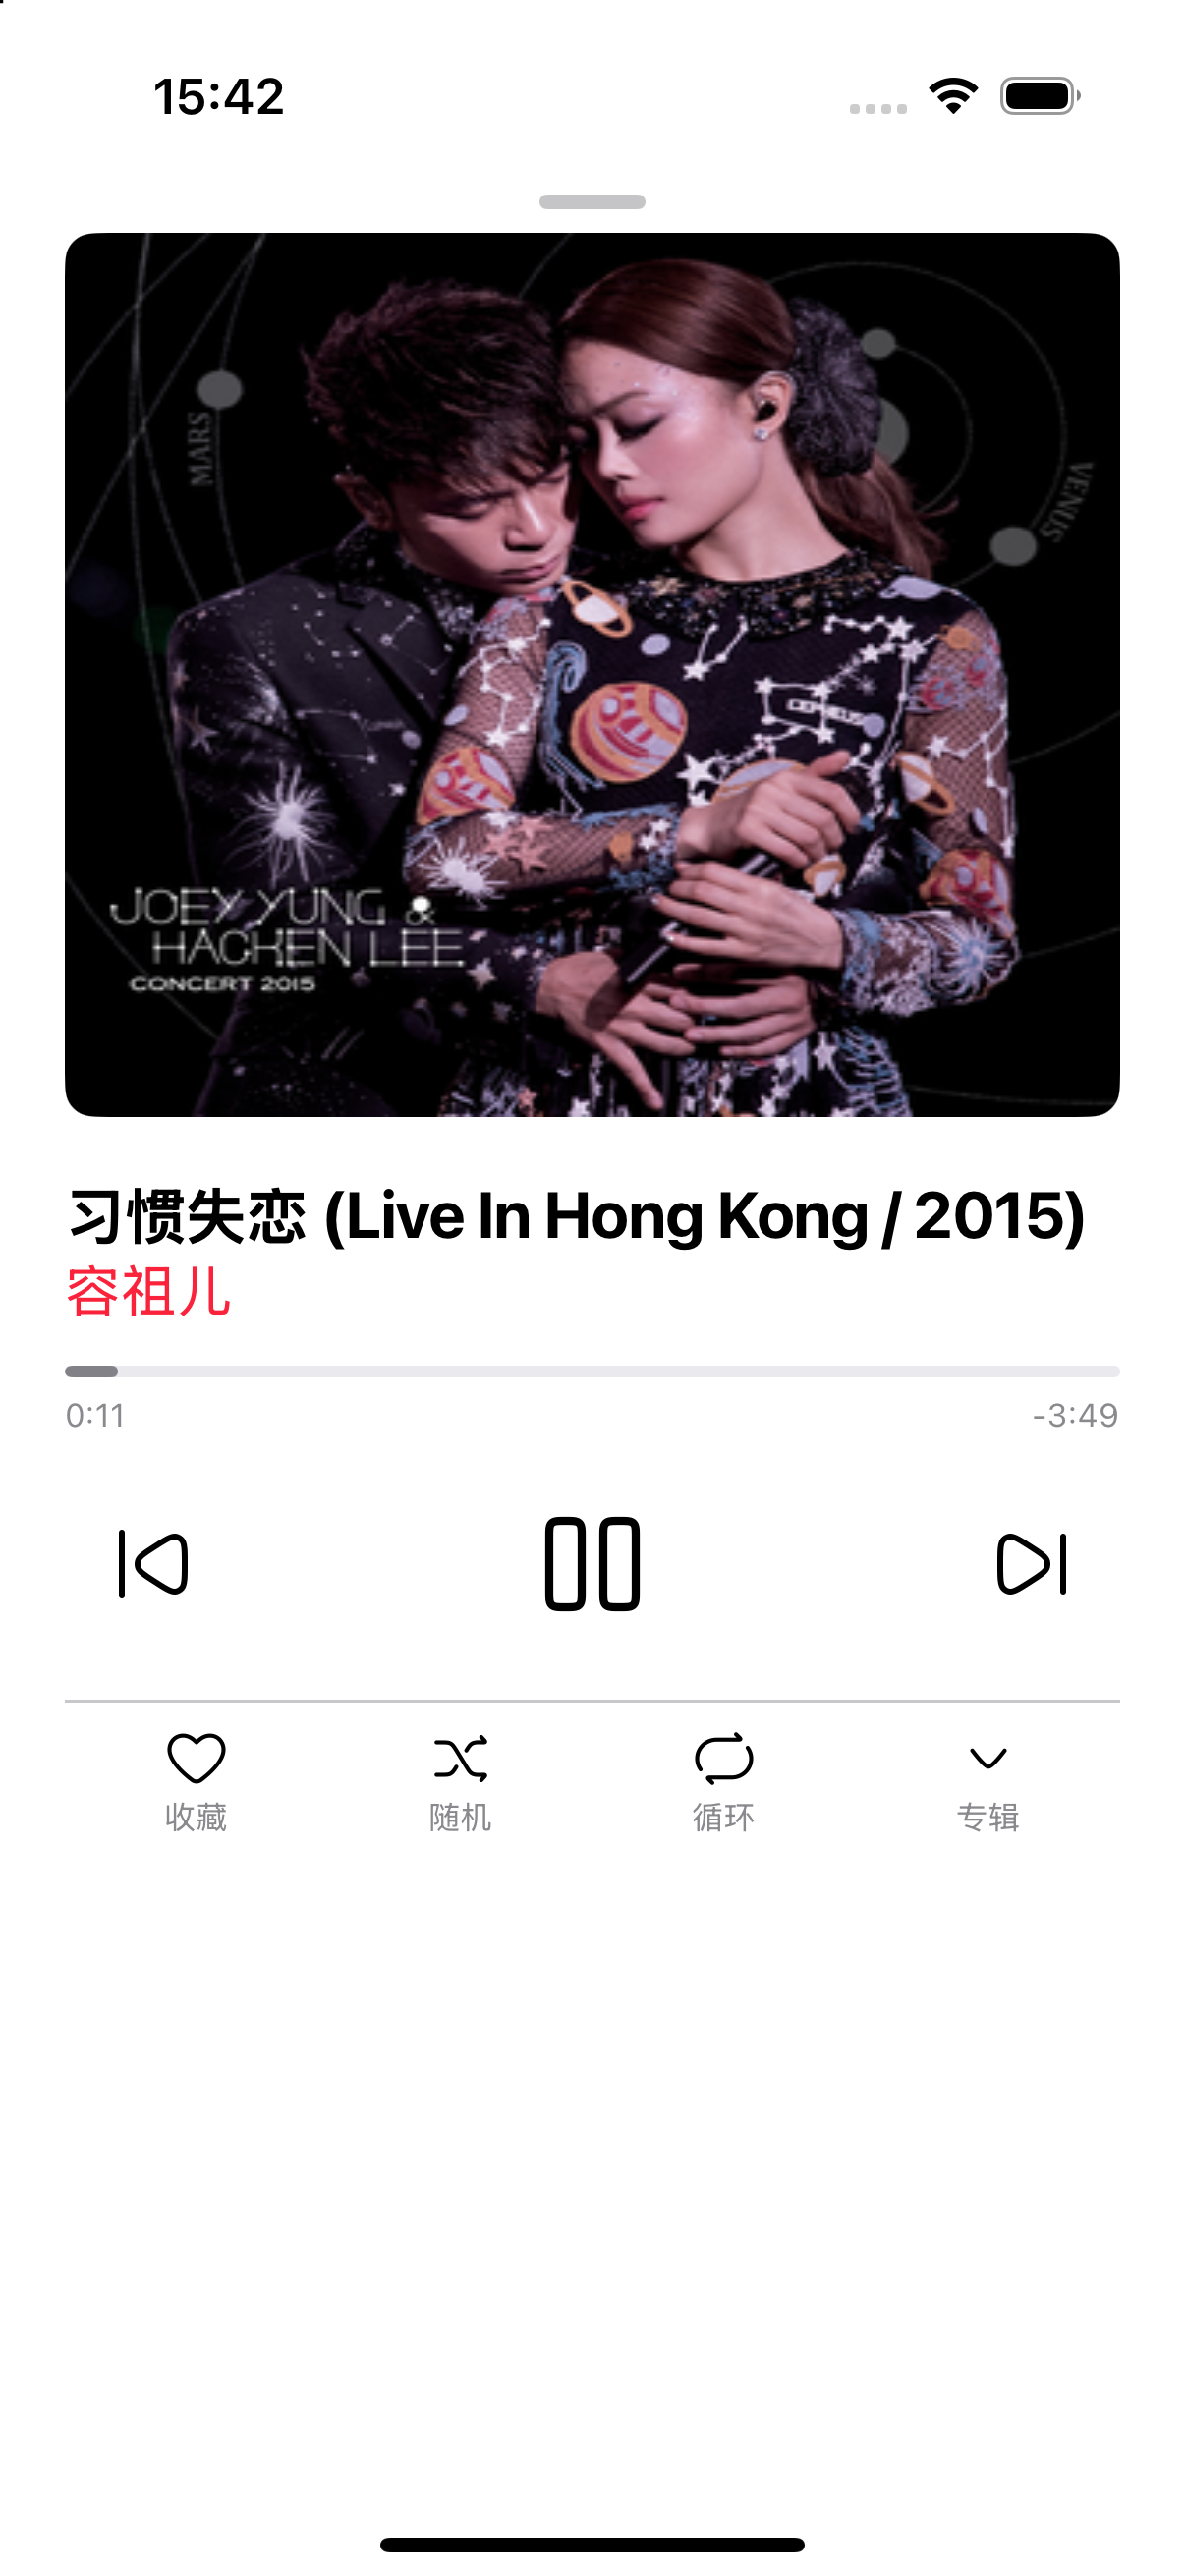 15:42
MARS
VENUS
CEPHEUS
JOEY YUNG &
HACKEN LEE
CONCERT 2015
习惯失恋 (Live In Hong Kong / 2015)
容祖儿
0:11
-3:49
收藏
随机
循环
专辑